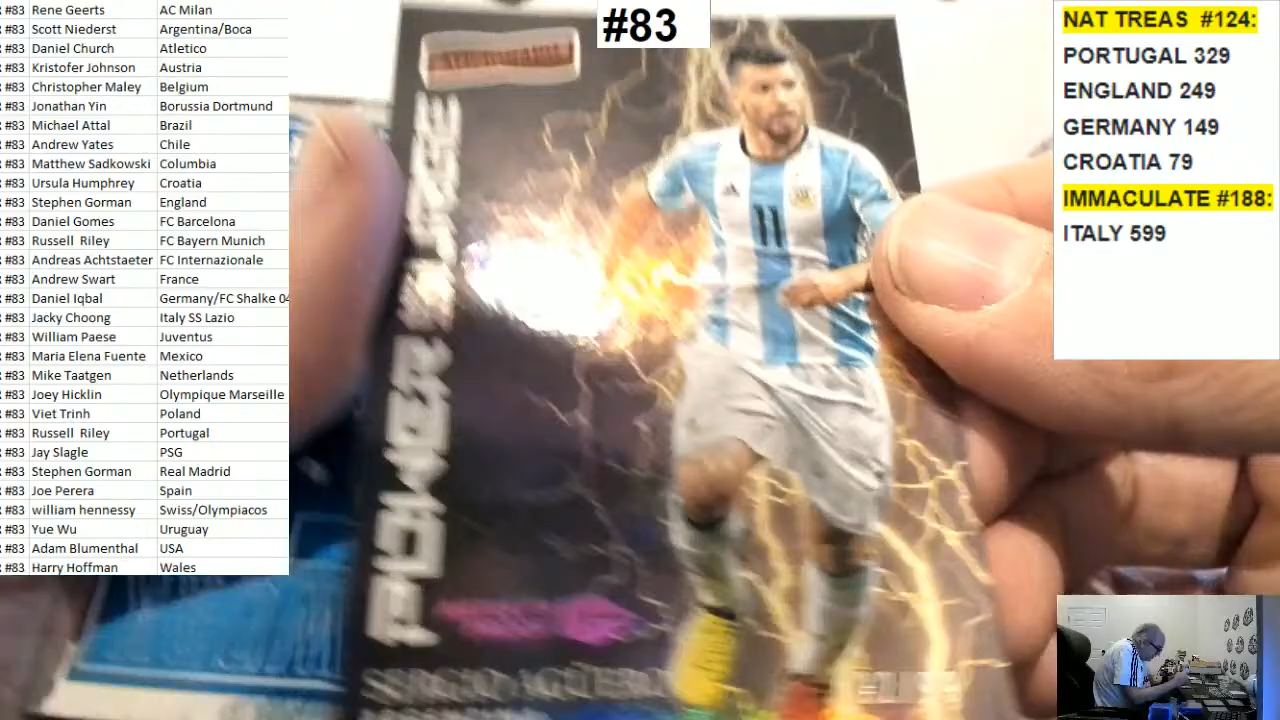 #83 Rene Geerts AC Milan
#83 Scott Niederst Argentina/Boca
#83 Daniel Church Atletico
#83 Kristofer Johnson Austria
#83 Christopher Maley Belgium
#83 Jonathan Yin Borussia Dortmund
#83 Michael Attal Brazil
#83 Andrew Yates Chile
#83 Matthew Sadkowski Columbia
#83 Ursula Humphrey Croatia
#83 Stephen Gorman England
#83 Daniel Gomes FC Barcelona
#83 Russell Riley FC Bayern Munich
#83 Andreas Achtstaeter FC Internazionale
#83 Andrew Swart France
#83 Daniel Iqbal Germany/FC Shalke 04
#83 Jacky Choong Italy SS Lazio
#83 William Paese Juventus
#83 Maria Elena Fuente Mexico
#83 Mike Taatgen Netherlands
#83 Joey Hicklin Olympique Marseille
#83 Viet Trinh Poland
#83 Russell Riley Portugal
#83 Jay Slagle PSG
#83 Stephen Gorman Real Madrid
#83 Joe Perera Spain
#83 william hennessy Swiss/Olympiacos
#83 Yue Wu Uruguay
#83 Adam Blumenthal USA
#83 Harry Hoffman Wales
#83
POWER SURGE
11
SERGIO AGÜERO
NAT TREAS #124:
PORTUGAL 329
ENGLAND 249
GERMANY 149
CROATIA 79
IMMACULATE #188:
ITALY 599